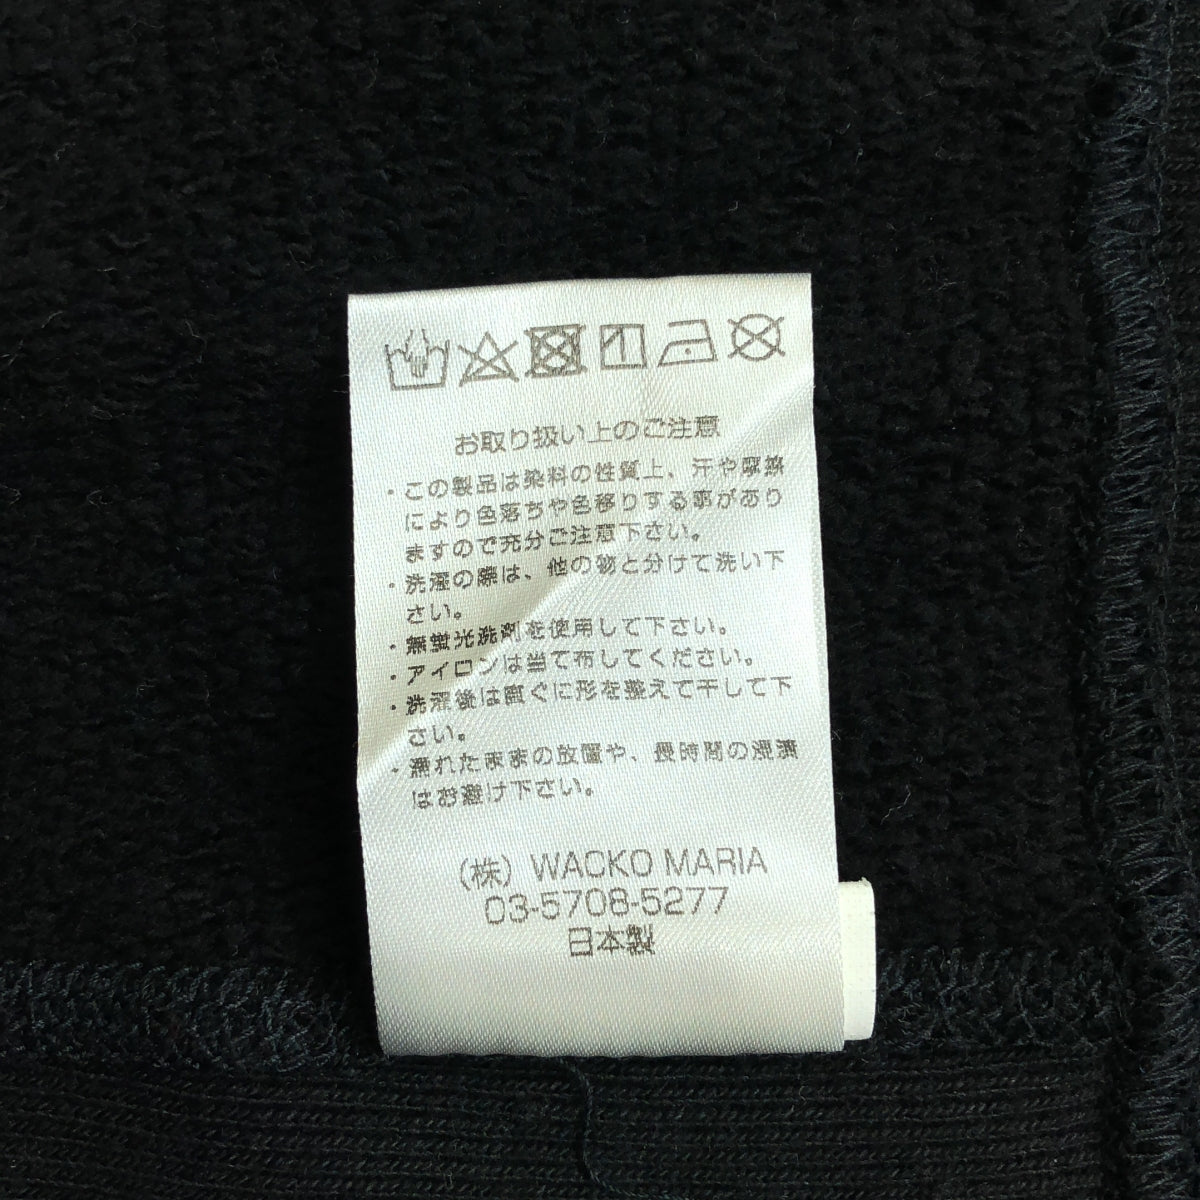 お取り扱い上のご注意
・この製品は染料の性質上、汗や摩擦
により色落ちや色移りする事があり
ますので充分ご注意下さい。
・洗濯の際は、他の物と分けて洗い下
さい。
・無蛍光洗剤を使用して下さい。
・アイロンは当て布してください。
・洗濯後は直ぐに形を整えて干して下
さい。
・濡れたままの放置や、長時間の浸漬
はお避け下さい。
（株）WACKO MARIA
03-5708-5277
日本製